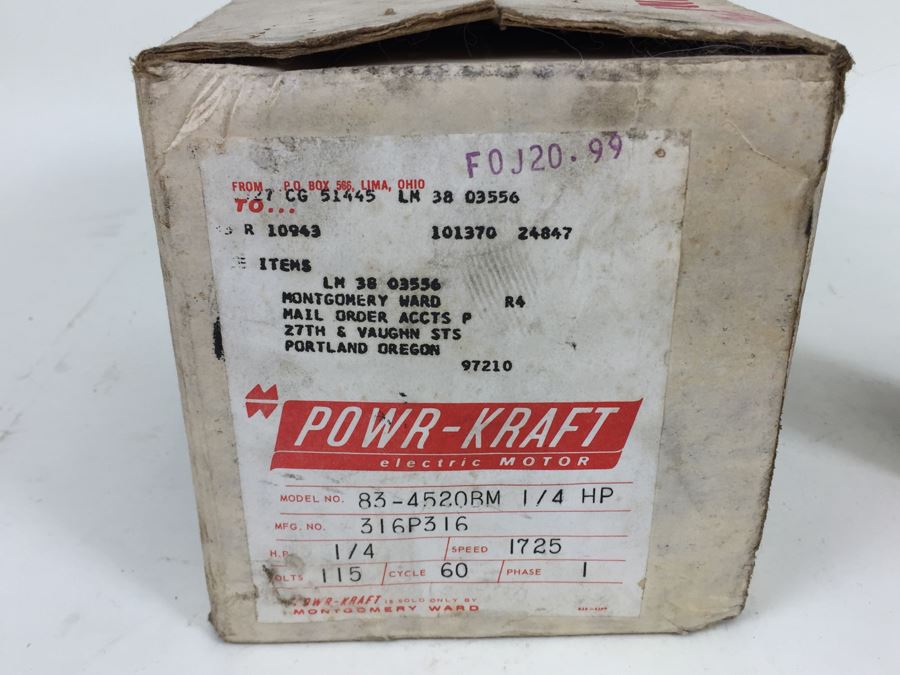 FOJ20.99
FROM... P.O. BOX 566, LIMA, OHIO
27 CG 51445 LM 38 03556
TO...
R 10943 101370 24847
ITEMS
LM 38 03556
MONTGOMERY WARD R4
MAIL ORDER ACCTS P
27TH & VAUGHN STS
PORTLAND OREGON
97210
POWR-KRAFT
electric MOTOR
MODEL NO. 83-4520BM 1/4 HP
MFG. NO. 316P316
H.P. 1/4 SPEED 1725
VOLTS 115 CYCLE 60 PHASE 1
POWR-KRAFT IS SOLD ONLY BY
MONTGOMERY WARD